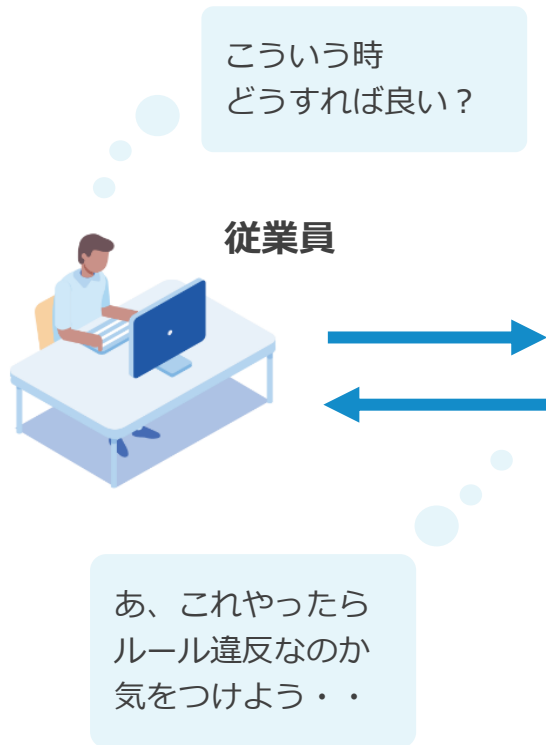 こういう時
どうすれば良い？
従業員
あ、これやったら
ルール違反なのか
気をつけよう・・